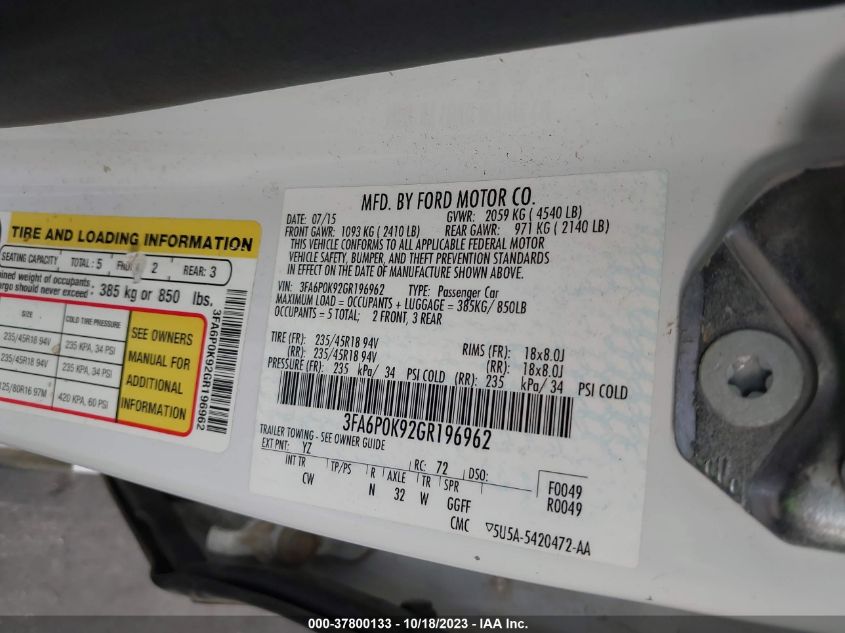 TIRE AND LOADING INFORMATION
SEATING CAPACITY TOTAL: 5 2 REAR: 3
weight of occupants
should never exceed: 385 kg or 850 lbs.
SIZE COLD TIRE PRESSURE
235/45R18 94V 235 KPA, 34 PSI
235/45R18 94V 235 KPA, 34 PSI
125/80R16 97M 420 KPA, 60 PSI
SEE OWNERS
MANUAL FOR
ADDITIONAL
INFORMATION
3FA6P0K92GR196962
MFD. BY FORD MOTOR CO.
DATE: 07/15 GVWR: 2059 KG ( 4540 LB)
FRONT GAWR: 1093 KG ( 2410 LB) REAR GAWR: 971 KG ( 2140 LB)
THIS VEHICLE CONFORMS TO ALL APPLICABLE FEDERAL MOTOR
VEHICLE SAFETY, BUMPER, AND THEFT PREVENTION STANDARDS
IN EFFECT ON THE DATE OF MANUFACTURE SHOWN ABOVE.
VIN: 3FA6P0K92GR196962 TYPE: Passenger Car
MAXIMUM LOAD = OCCUPANTS + LUGGAGE = 385KG/ 850LB
OCCUPANTS = 5 TOTAL; 2 FRONT, 3 REAR
TIRE (FR): 235/45R18 94V RIMS (FR): 18x8.0J
(RR): 235/45R18 94V (RR): 18x8.0J
PRESSURE (FR): 235 kPa/ 34 PSI COLD (RR): 235 kPa/ 34 PSI COLD
3FA6P0K92GR196962
TRAILER TOWING - SEE OWNER GUIDE
EXT PNT: YZ RC: 72 DSO:
INT TR TP/PS R AXLE TR SPR F0049
CW N 32 W GGFF R0049
CMC ▽5U5A-5420472-AA
000-37800133 - 10/18/2023 - IAA Inc.